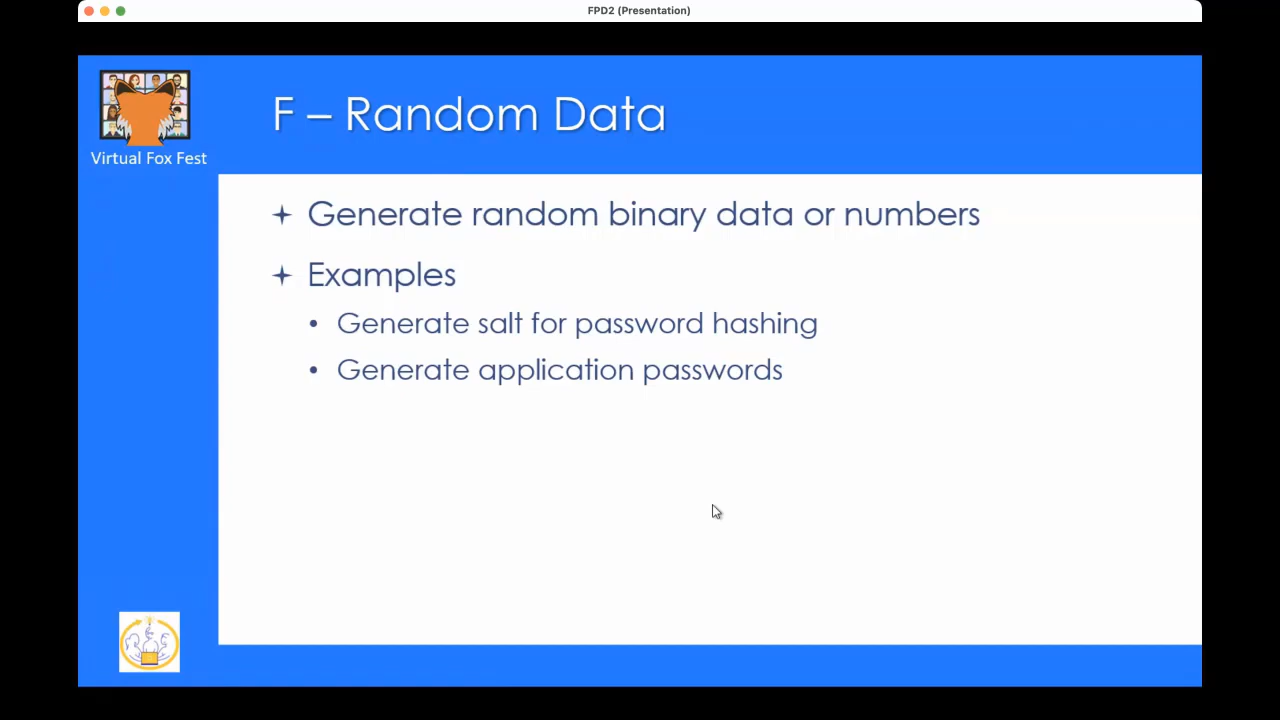 FPD2 (Presentation)
F – Random Data
Virtual Fox Fest
Generate random binary data or numbers
Examples
• Generate salt for password hashing
• Generate application passwords